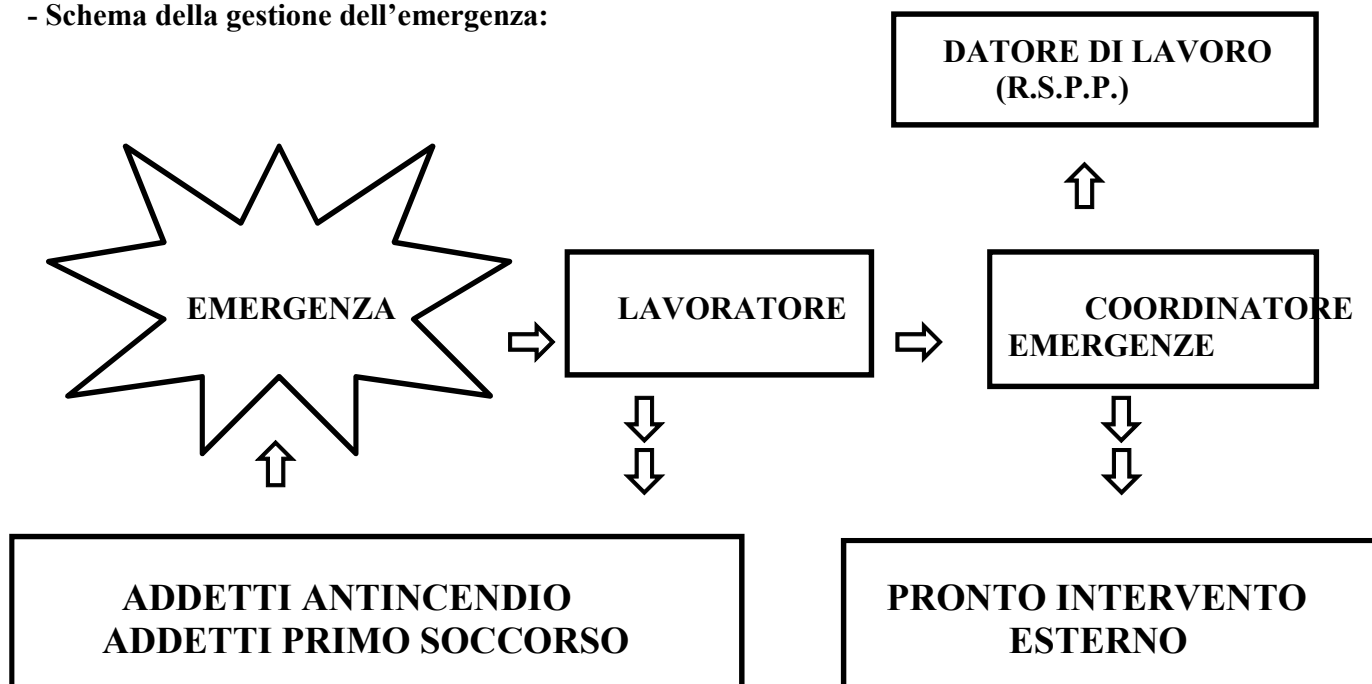 - Schema della gestione dell’emergenza:
DATORE DI LAVORO
(R.S.P.P.)
EMERGENZA
LAVORATORE
COORDINATORE
EMERGENZE
ADDETTI ANTINCENDIO
ADDETTI PRIMO SOCCORSO
PRONTO INTERVENTO
ESTERNO